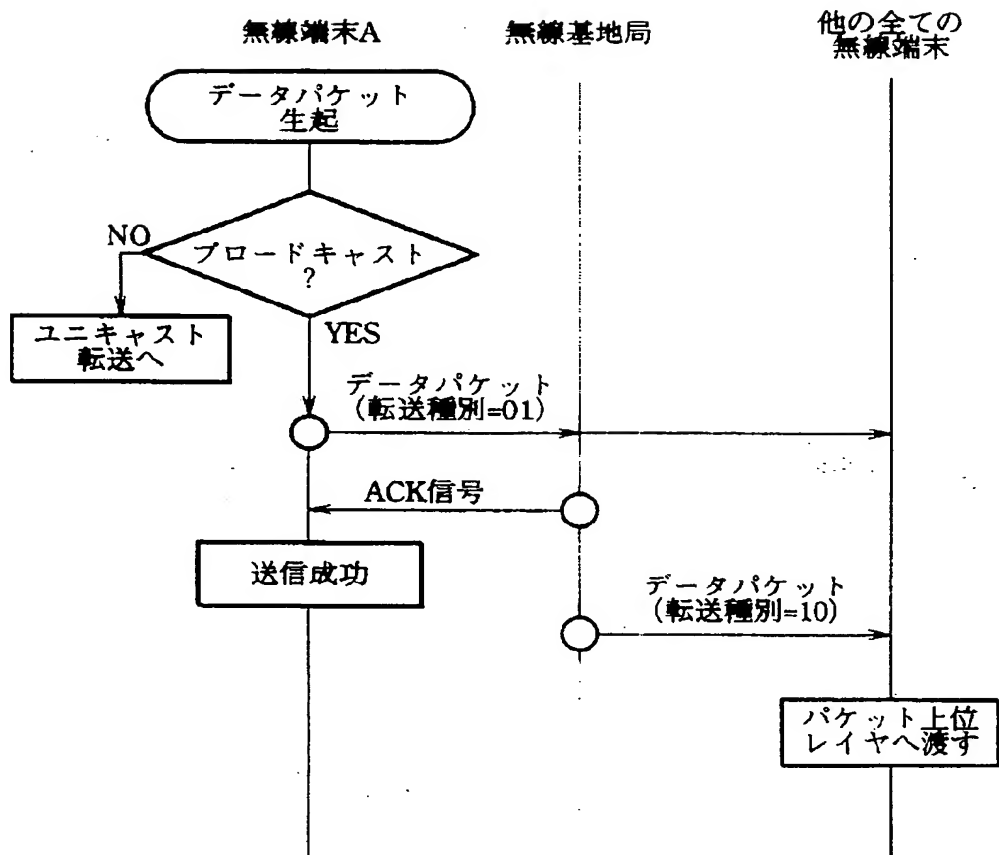 無線端末A
無線基地局
他の全ての
無線端末
データパケット
生起
ブロードキャスト
?
NO
YES
ユニキャスト
転送へ
データパケット
(転送種別=01)
ACK信号
送信成功
データパケット
(転送種別=10)
パケット上位
レイヤへ渡す